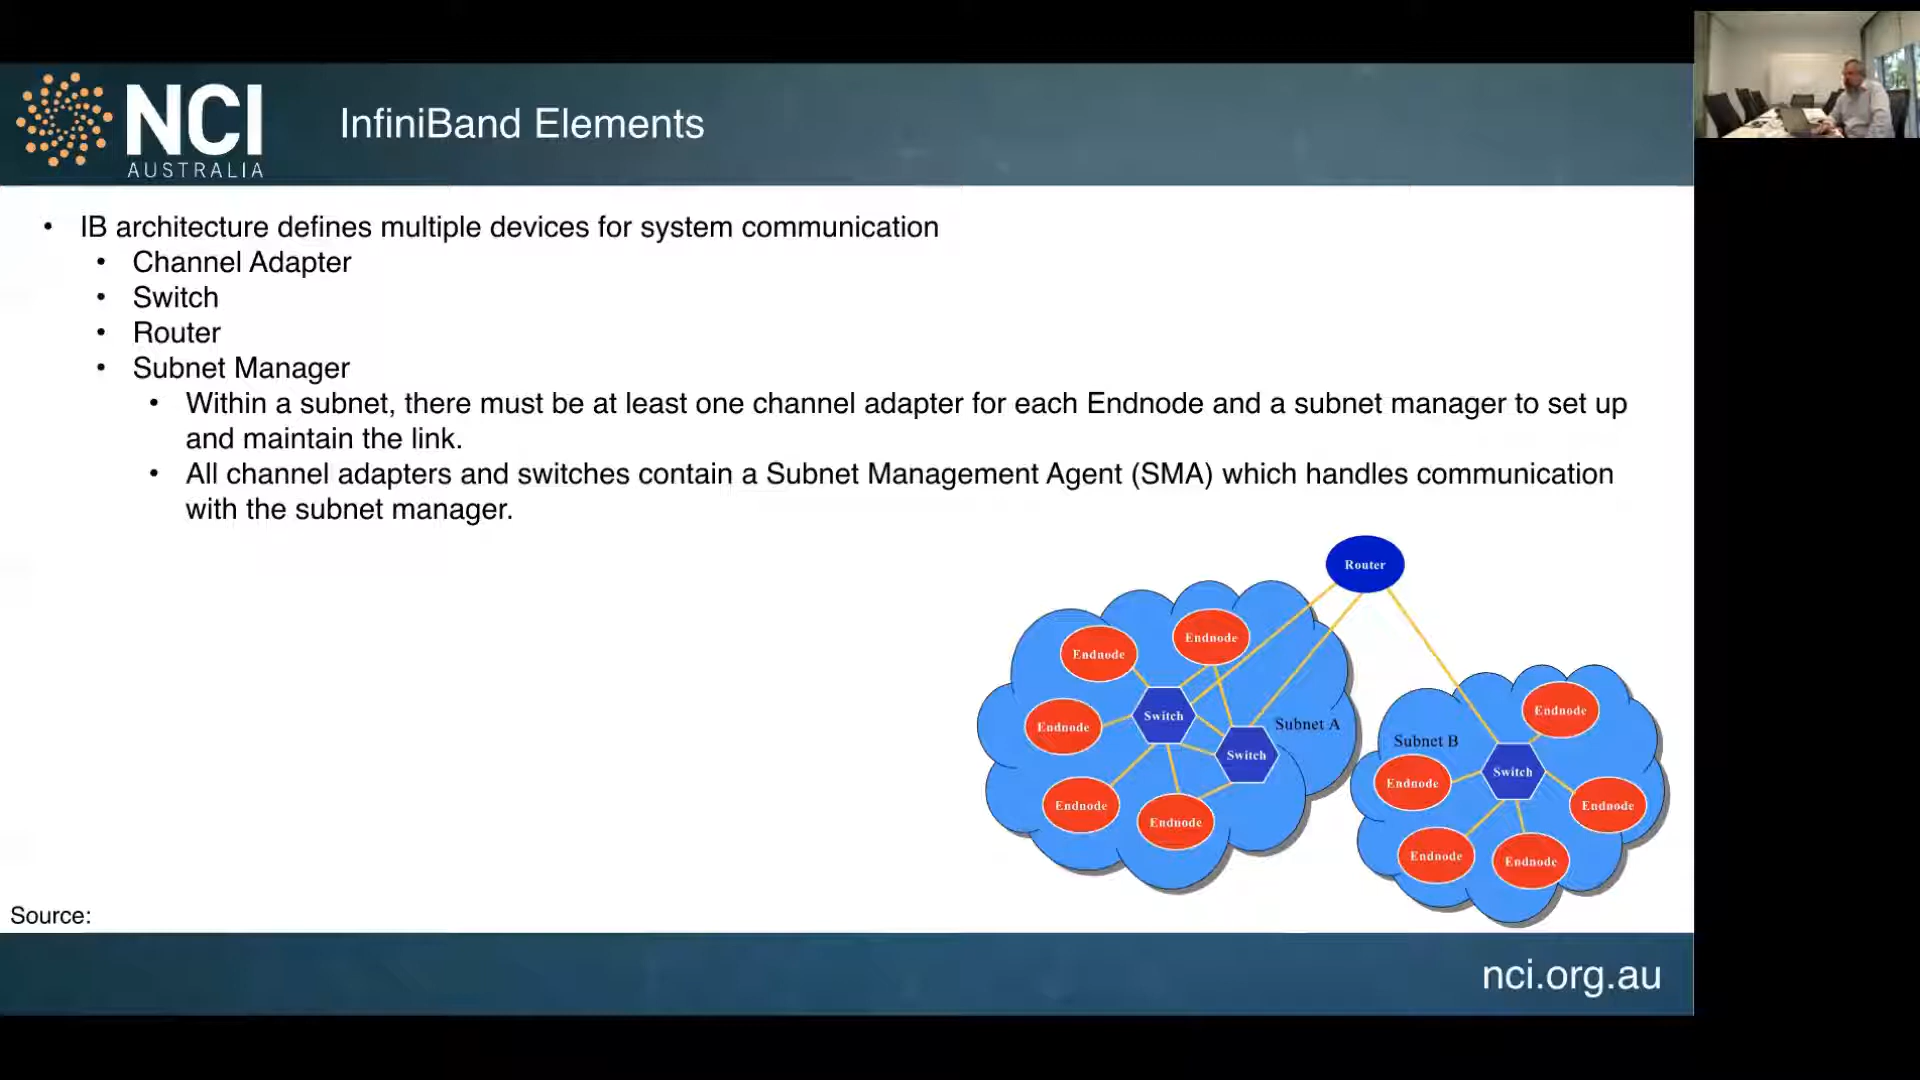 NCI
AUSTRALIA
InfiniBand Elements
• IB architecture defines multiple devices for system communication
• Channel Adapter
• Switch
• Router
• Subnet Manager
• Within a subnet, there must be at least one channel adapter for each Endnode and a subnet manager to set up
and maintain the link.
• All channel adapters and switches contain a Subnet Management Agent (SMA) which handles communication
with the subnet manager.
Router
Endnode
Endnode
Endnode
Switch
Switch
Subnet A
Endnode
Endnode
Endnode
Subnet B
Switch
Endnode
Endnode
Endnode
Endnode
Source:
nci.org.au